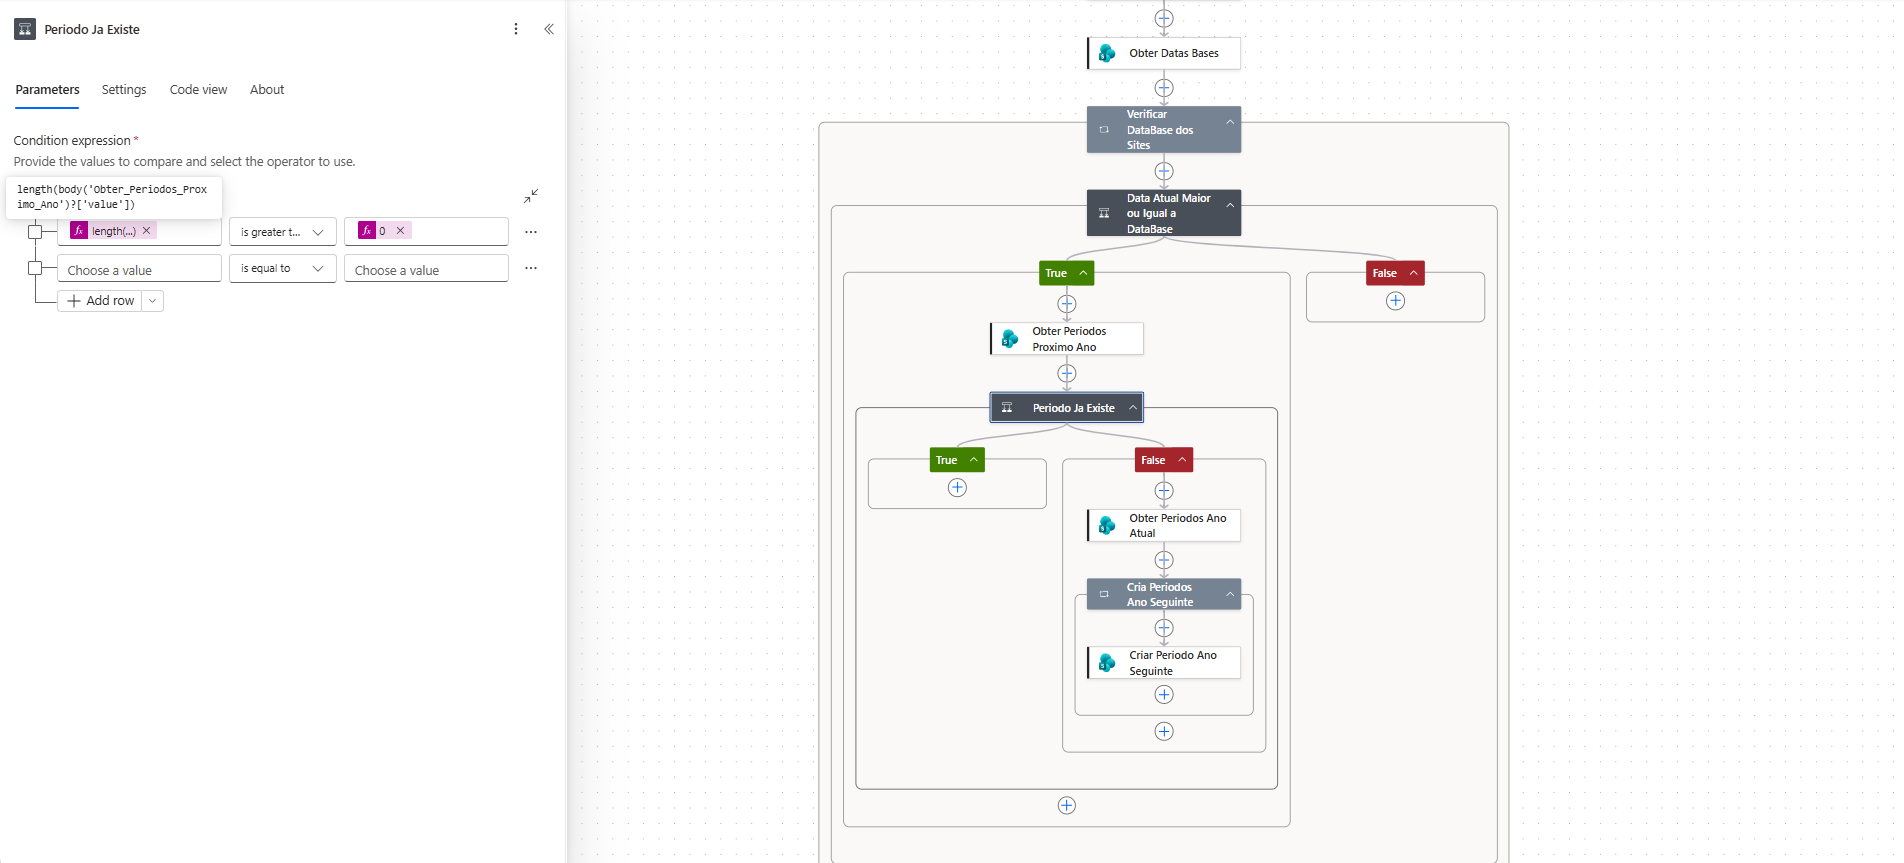 Periodo Ja Existe
Parameters
Settings
Code view
About
Condition expression *
Provide the values to compare and select the operator to use.
length(body('Obter_Periodos_Prox
imo_Ano')?['value'])
length(...)
is greater t...
0
Choose a value
is equal to
Choose a value
Add row
Obter Datas Bases
Verificar
DataBase dos
Sites
Data Atual Maior
ou Igual a
DataBase
True
False
Obter Periodos
Proximo Ano
Periodo Ja Existe
True
False
Obter Periodos Ano
Atual
Cria Periodos
Ano Seguinte
Criar Periodo Ano
Seguinte